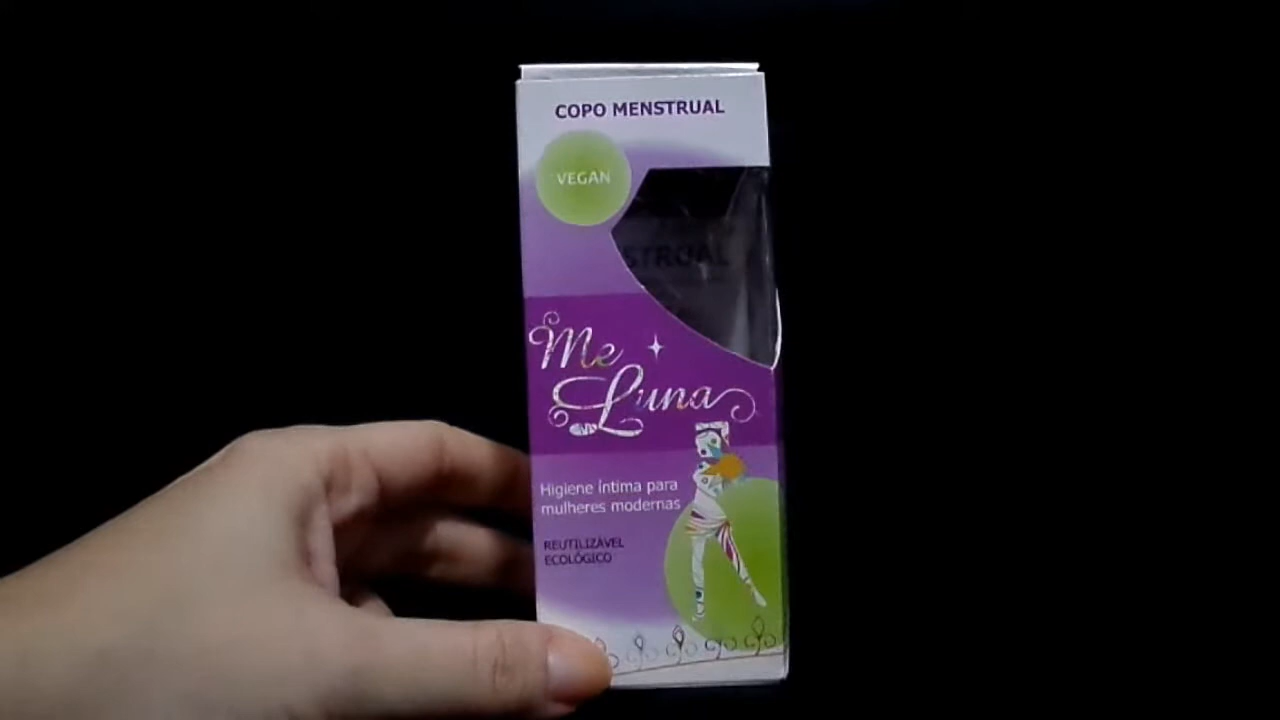 COPO MENSTRUAL
VEGAN
STRUAL
Me
Luna
Higiene íntima para
mulheres modernas
REUTILIZÁVEL
ECOLÓGICO